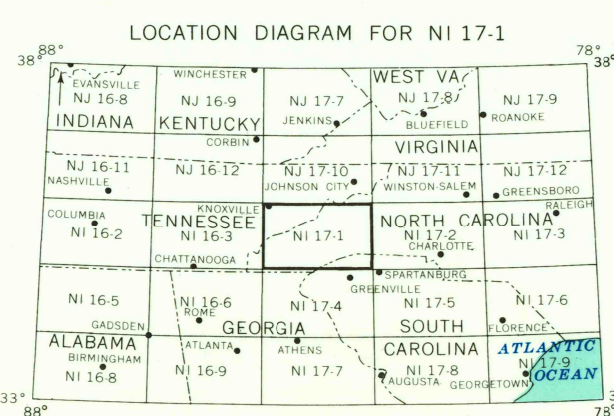 LOCATION DIAGRAM FOR NI 17-1
88° 78°
38° 38°
EVANSVILLE WINCHESTER WEST VA.
NJ 16-8 NJ 16-9 NJ 17-7 NJ 17-8 NJ 17-9
INDIANA KENTUCKY JENKINS BLUEFIELD ROANOKE
CORBIN VIRGINIA
NJ 16-11 NJ 16-12 NJ 17-10 NJ 17-11 NJ 17-12
NASHVILLE JOHNSON CITY WINSTON-SALEM GREENSBORO
KNOXVILLE RALEIGH
COLUMBIA TENNESSEE NORTH CAROLINA
NI 16-2 NI 16-3 NI 17-1 NI 17-2 NI 17-3
CHATTANOOGA CHARLOTTE
SPARTANBURG
GREENVILLE
NI 16-5 NI 16-6 NI 17-4 NI 17-5 NI 17-6
ROME
GADSDEN GEORGIA SOUTH FLORENCE
ALABAMA ATLANTA ATHENS CAROLINA ATLANTIC
BIRMINGHAM
NI 16-8 NI 16-9 NI 17-7 NI 17-8 NI 17-9
AUGUSTA GEORGETOWN OCEAN
33°
88° 78°